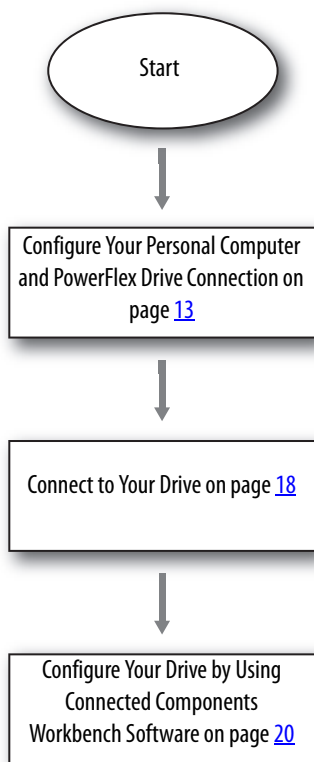 Start
Configure Your Personal Computer
and PowerFlex Drive Connection on
page 13
Connect to Your Drive on page 18
Configure Your Drive by Using
Connected Components
Workbench Software on page 20